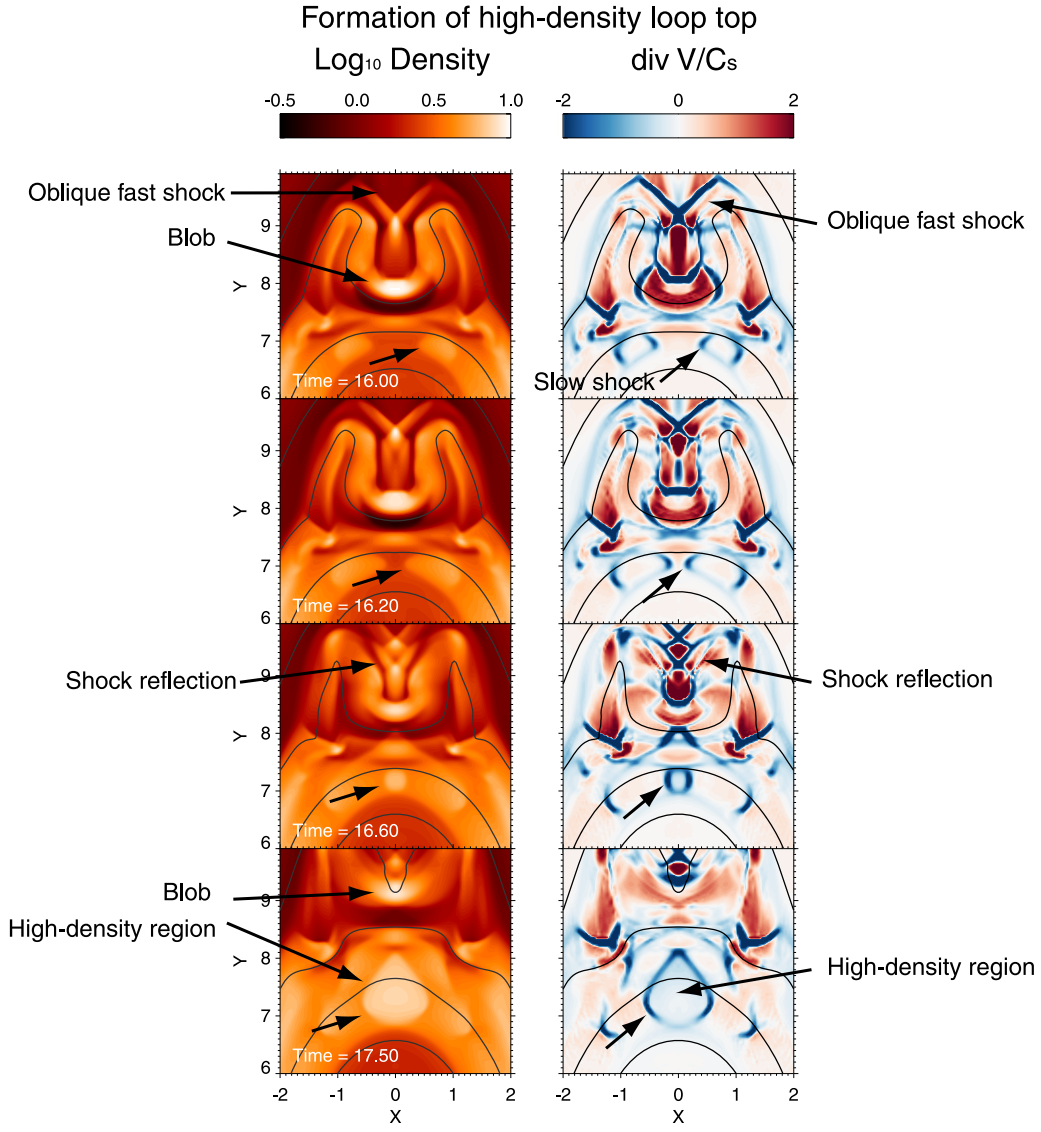 Formation of high-density loop top
Log₁₀ Density
div V/Cs
-0.5 0.0 0.5 1.0
-2 0 2
Oblique fast shock
Blob
Oblique fast shock
Slow shock
9
8
Y
7
6
Time = 16.00
9
8
Y
7
6
Time = 16.20
Shock reflection
Shock reflection
9
8
Y
7
6
Time = 16.60
Blob
High-density region
High-density region
9
8
Y
7
6
Time = 17.50
-2 -1 0 1 2
X
-2 -1 0 1 2
X